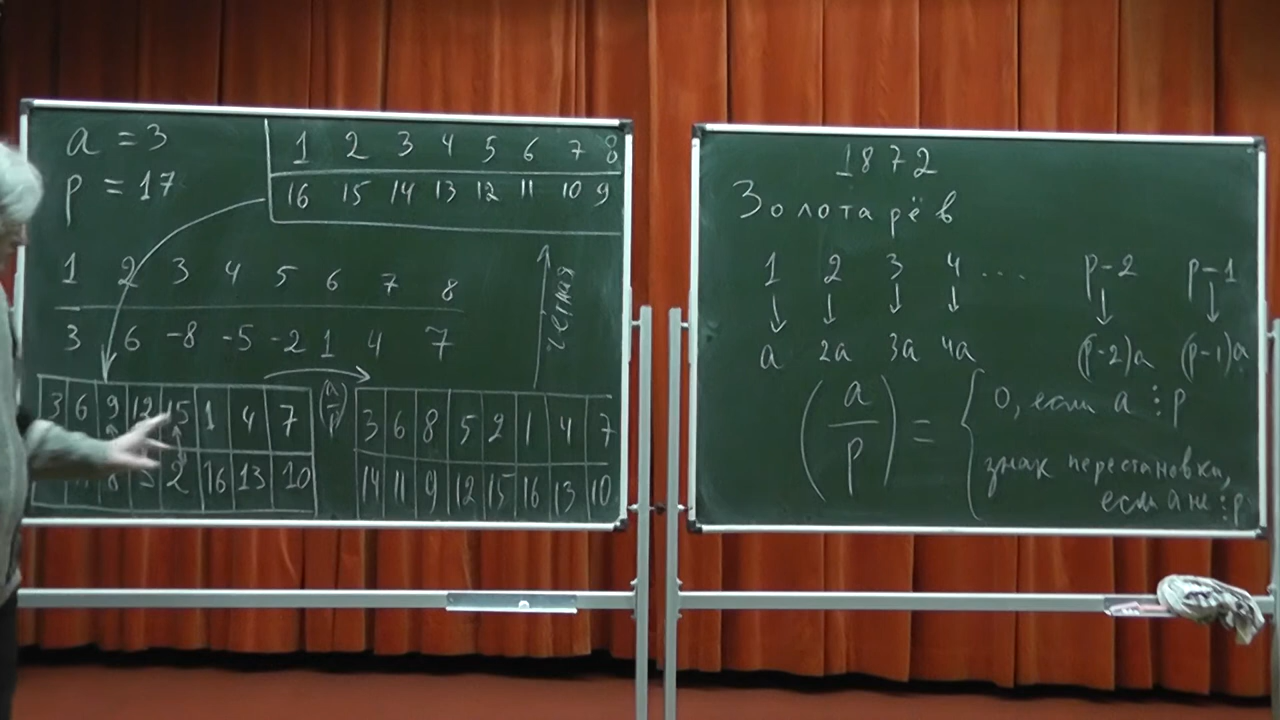 a = 3
p = 17
1 2 3 4 5 6 7 8
16 15 14 13 12 11 10 9
1 2 3 4 5 6 7 8
3 6 -8 -5 -2 1 4 7
чётная
3 6 9 12 15 1 4 7
8 2 16 13 10
(a/p)
3 6 8 5 2 1 4 7
14 11 9 12 15 16 13 10
1872
Золотарёв
1 2 3 4 .... p-2 p-1
↓ ↓ ↓ ↓ ↓ ↓
a 2a 3a 4a (p-2)a (p-1)a
(a/p) = { 0, если a ⋮ p
знак перестановки,
если a не ⋮ p